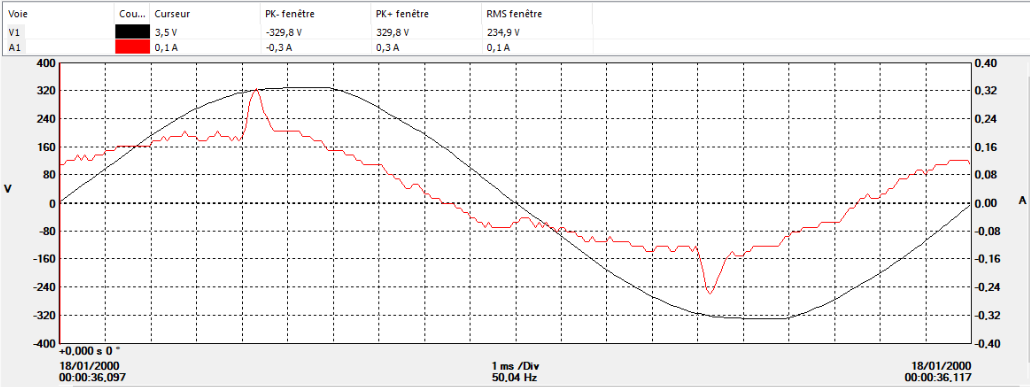 Voie Cou... Curseur PK- fenêtre PK+ fenêtre RMS fenêtre
V1 3,5 V -329,8 V 329,8 V 234,9 V
A1 0,1 A -0,3 A 0,3 A 0,1 A
400 0.40
320 0,32
240 0,24
160 0,16
80 0,08
V 0 0.00 A
-80 -0.08
-160 -0.16
-240 -0.24
-320 -0.32
-400 -0.40
+0.000 s 0 °
18/01/2000 1 ms /Div 18/01/2000
00:00:36,097 50,04 Hz 00:00:36,117